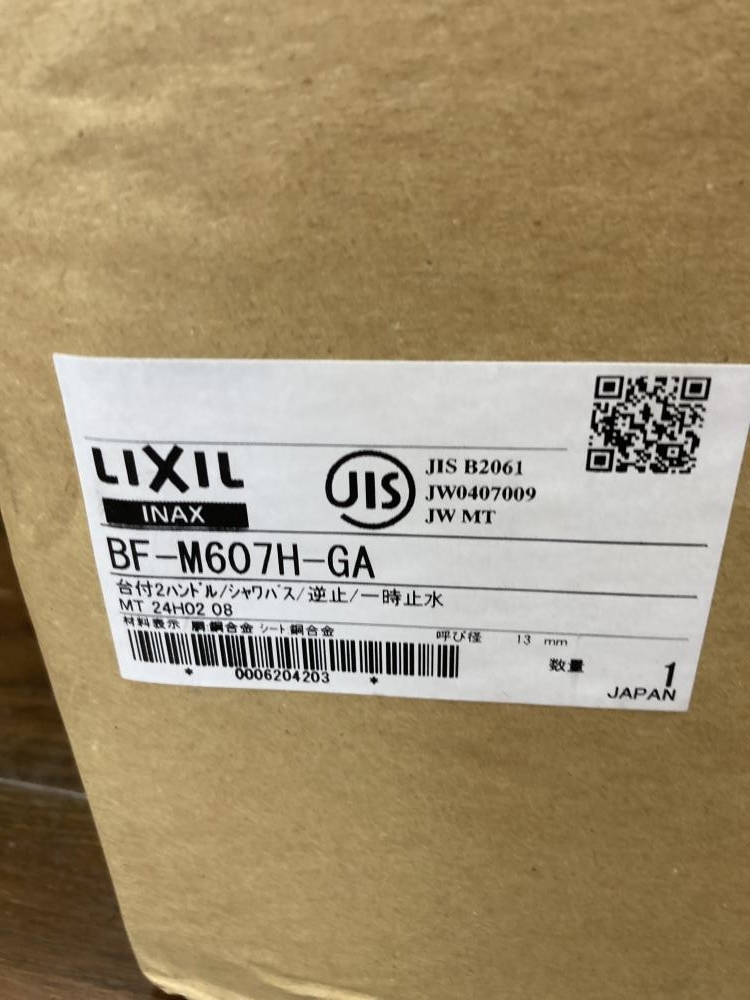 LIXIL
INAX
JIS
JIS B2061
JW0407009
JW MT
BF-M607H-GA
台付2ハンドル/シャワバス/逆止/一時止水
MT 24H02 08
材料表示 胴:銅合金 シート:銅合金
呼び径 13 mm
* 0006204203 *
数量 1
JAPAN